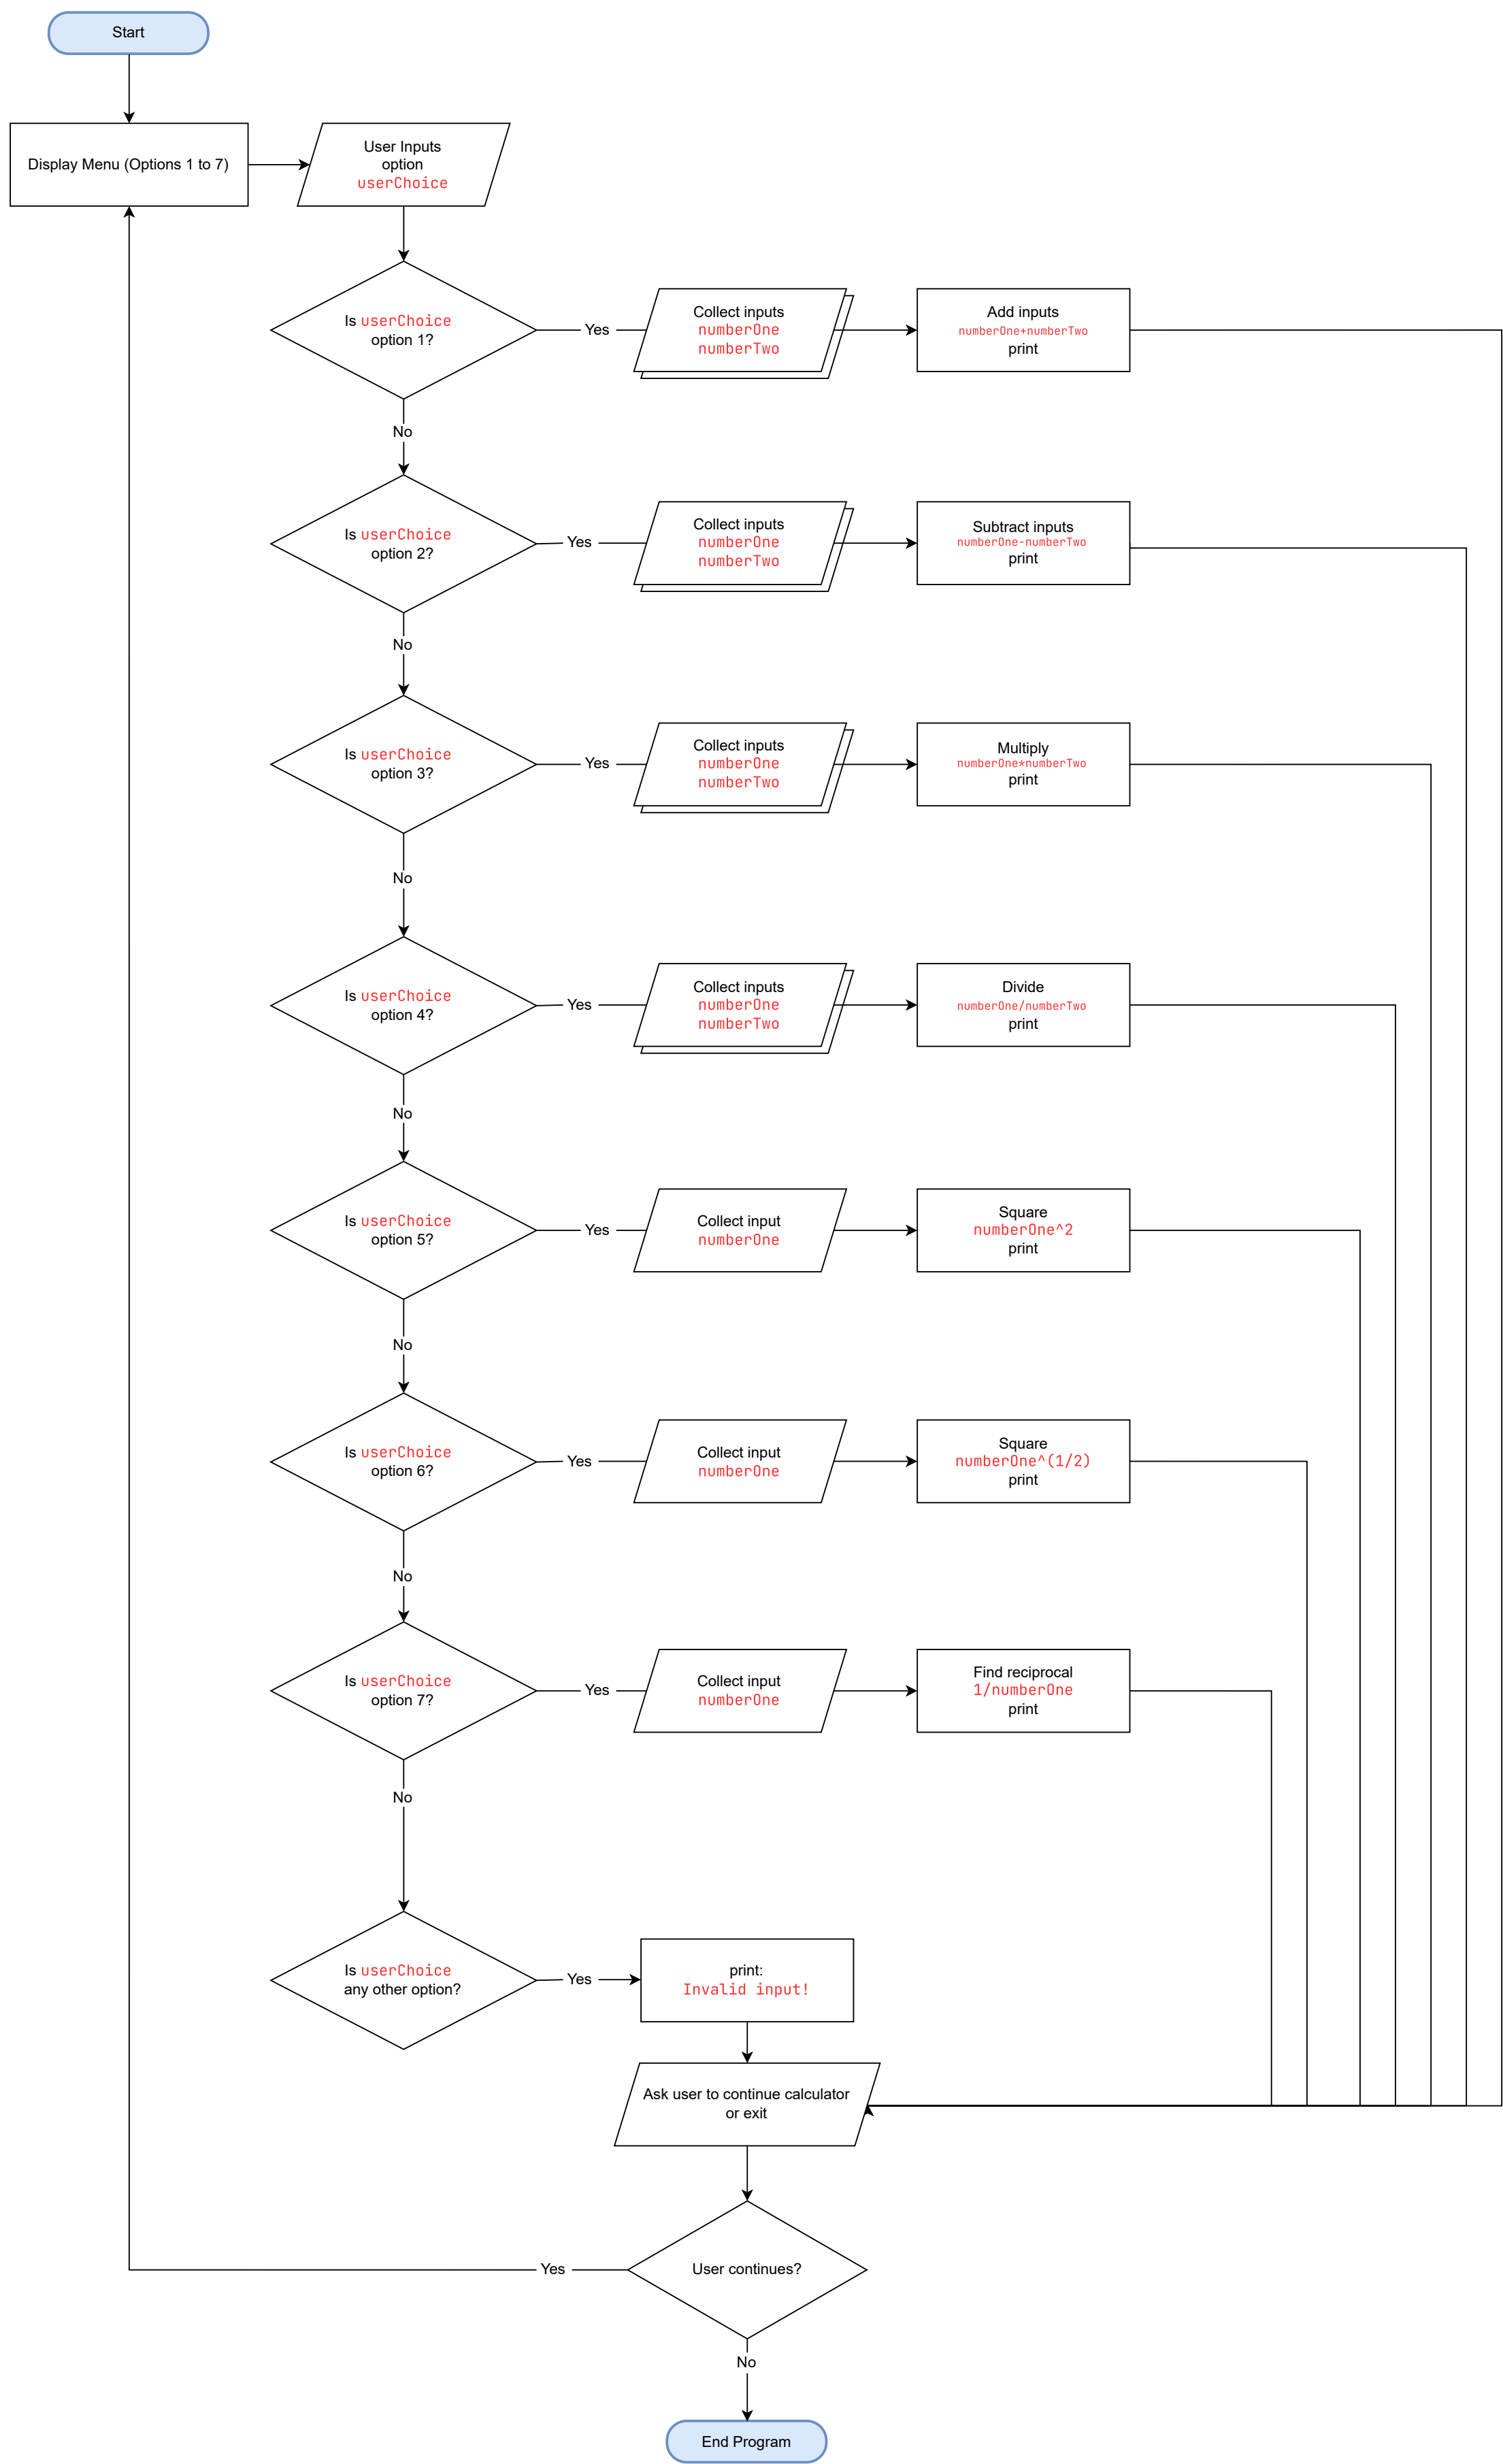 Start
Display Menu (Options 1 to 7)
User Inputs
option
userChoice
Is userChoice
option 1?
Yes
Collect inputs
numberOne
numberTwo
Add inputs
numberOne+numberTwo
print
No
Is userChoice
option 2?
Yes
Collect inputs
numberOne
numberTwo
Subtract inputs
numberOne-numberTwo
print
No
Is userChoice
option 3?
Yes
Collect inputs
numberOne
numberTwo
Multiply
numberOne*numberTwo
print
No
Is userChoice
option 4?
Yes
Collect inputs
numberOne
numberTwo
Divide
numberOne/numberTwo
print
No
Is userChoice
option 5?
Yes
Collect input
numberOne
Square
numberOne^2
print
No
Is userChoice
option 6?
Yes
Collect input
numberOne
Square
numberOne^(1/2)
print
No
Is userChoice
option 7?
Yes
Collect input
numberOne
Find reciprocal
1/numberOne
print
No
Is userChoice
any other option?
Yes
print:
Invalid input!
Ask user to continue calculator
or exit
User continues?
Yes
No
End Program